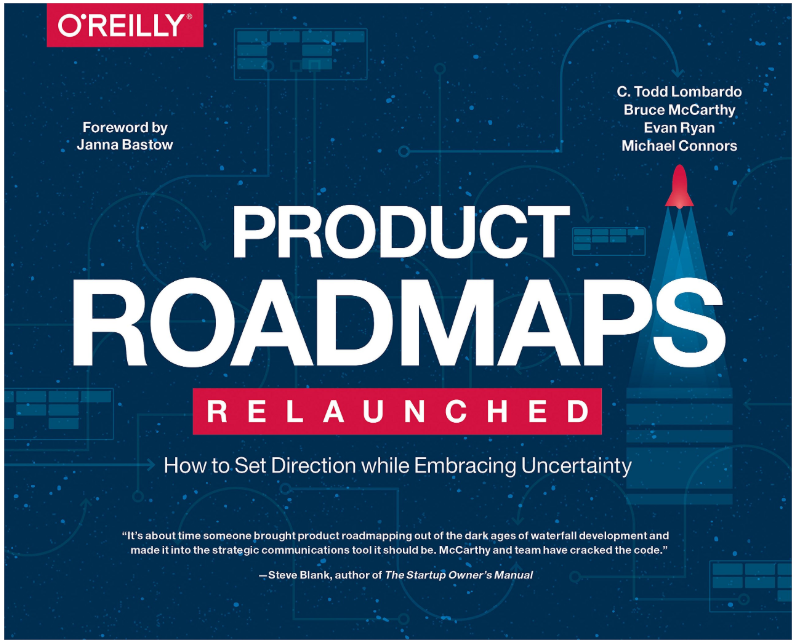 O'REILLY®
Foreword by
Janna Bastow
C. Todd Lombardo
Bruce McCarthy
Evan Ryan
Michael Connors
PRODUCT
ROADMAPS
RELAUNCHED
How to Set Direction while Embracing Uncertainty
“It’s about time someone brought product roadmapping out of the dark ages of waterfall development and
made it into the strategic communications tool it should be. McCarthy and team have cracked the code.”
—Steve Blank, author of The Startup Owner’s Manual